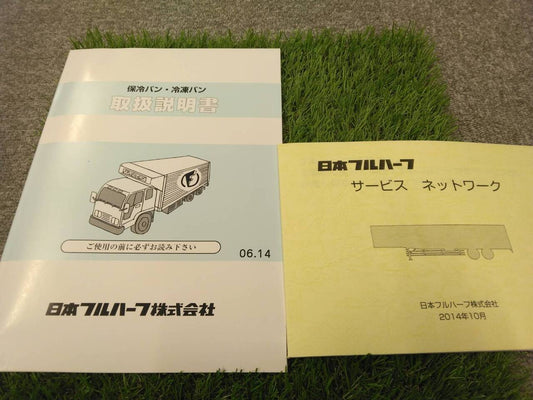 保冷バン・冷凍バン
取扱説明書
F
ご使用の前に必ずお読み下さい
06.14
日本フルハーフ株式会社
日本フルハーフ
サービス ネットワーク
日本フルハーフ株式会社
2014年10月